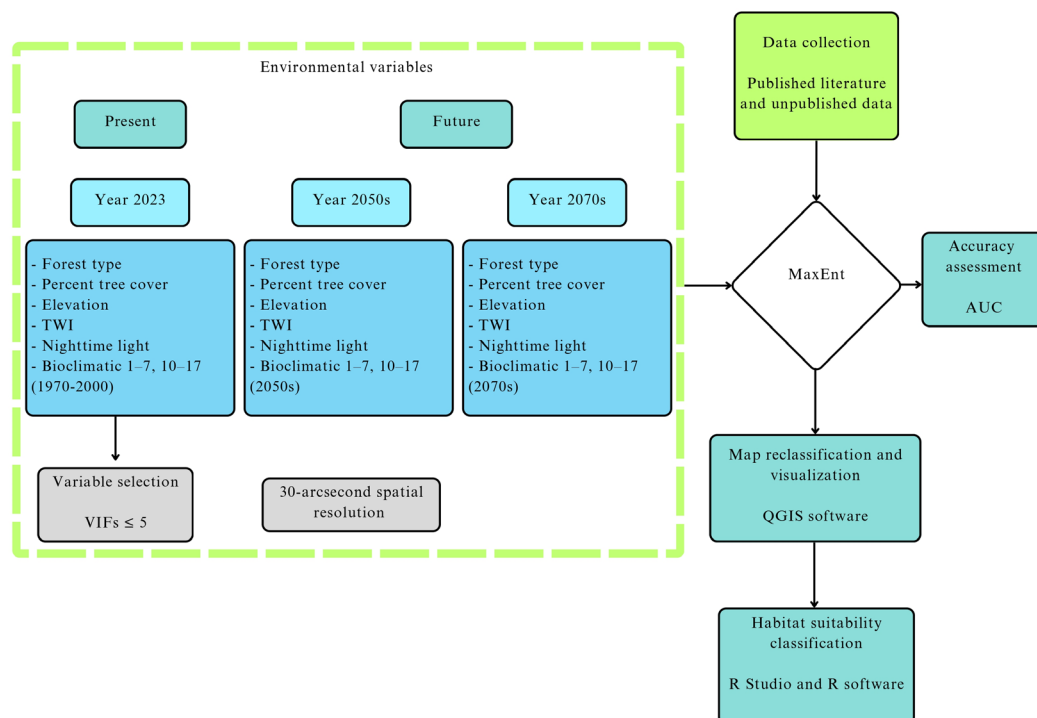 Environmental variables
Present
Future
Year 2023
Year 2050s
Year 2070s
- Forest type
- Percent tree cover
- Elevation
- TWI
- Nighttime light
- Bioclimatic 1–7, 10–17
(1970-2000)
- Forest type
- Percent tree cover
- Elevation
- TWI
- Nighttime light
- Bioclimatic 1–7, 10–17
(2050s)
- Forest type
- Percent tree cover
- Elevation
- TWI
- Nighttime light
- Bioclimatic 1–7, 10–17
(2070s)
Variable selection
VIFs ≤ 5
30-arcsecond spatial
resolution
Data collection
Published literature
and unpublished data
MaxEnt
Accuracy
assessment
AUC
Map reclassification and
visualization
QGIS software
Habitat suitability
classification
R Studio and R software